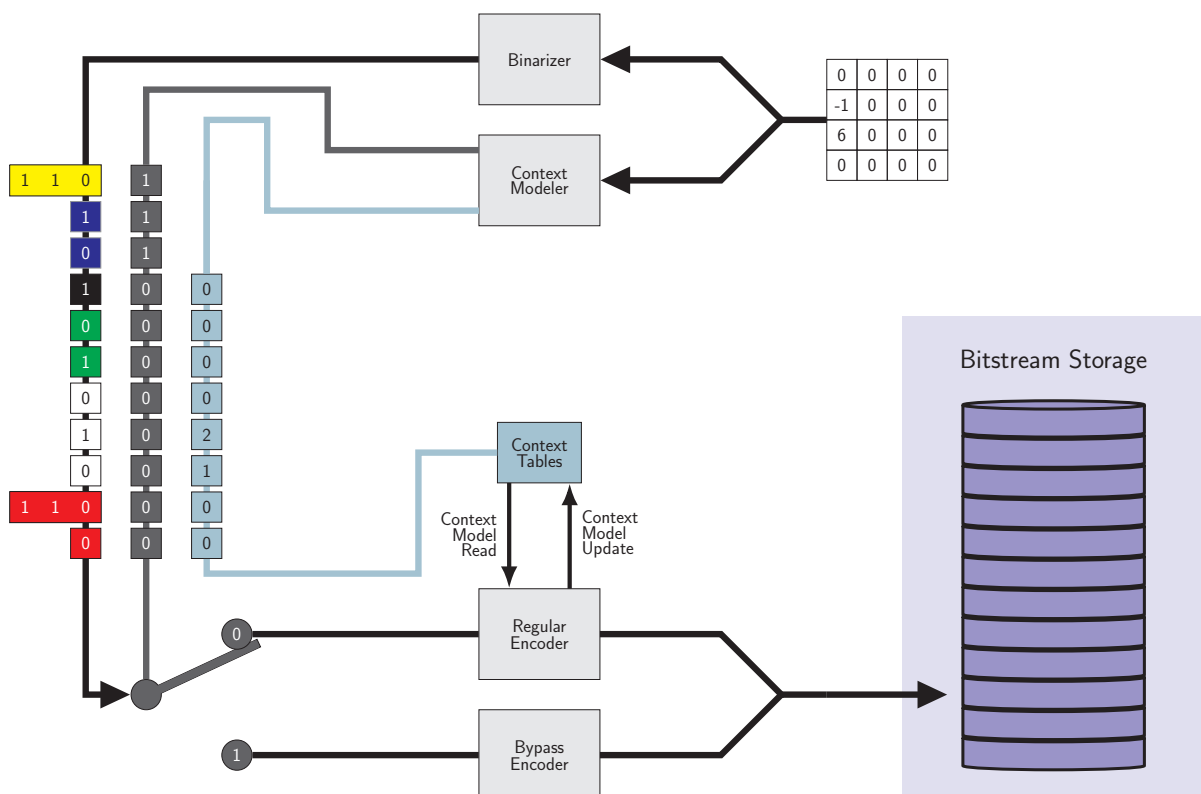 Binarizer
0 0 0 0
-1 0 0 0
6 0 0 0
0 0 0 0
Context
Modeler
1 1 0 1
1 1
0 1
1 0 0
0 0 0
1 0 0
0 0 0
1 0 2
0 0 1
1 1 0 0 0
0 0 0
Bitstream Storage
Context
Tables
Context
Model
Read
Context
Model
Update
0
Regular
Encoder
1
Bypass
Encoder